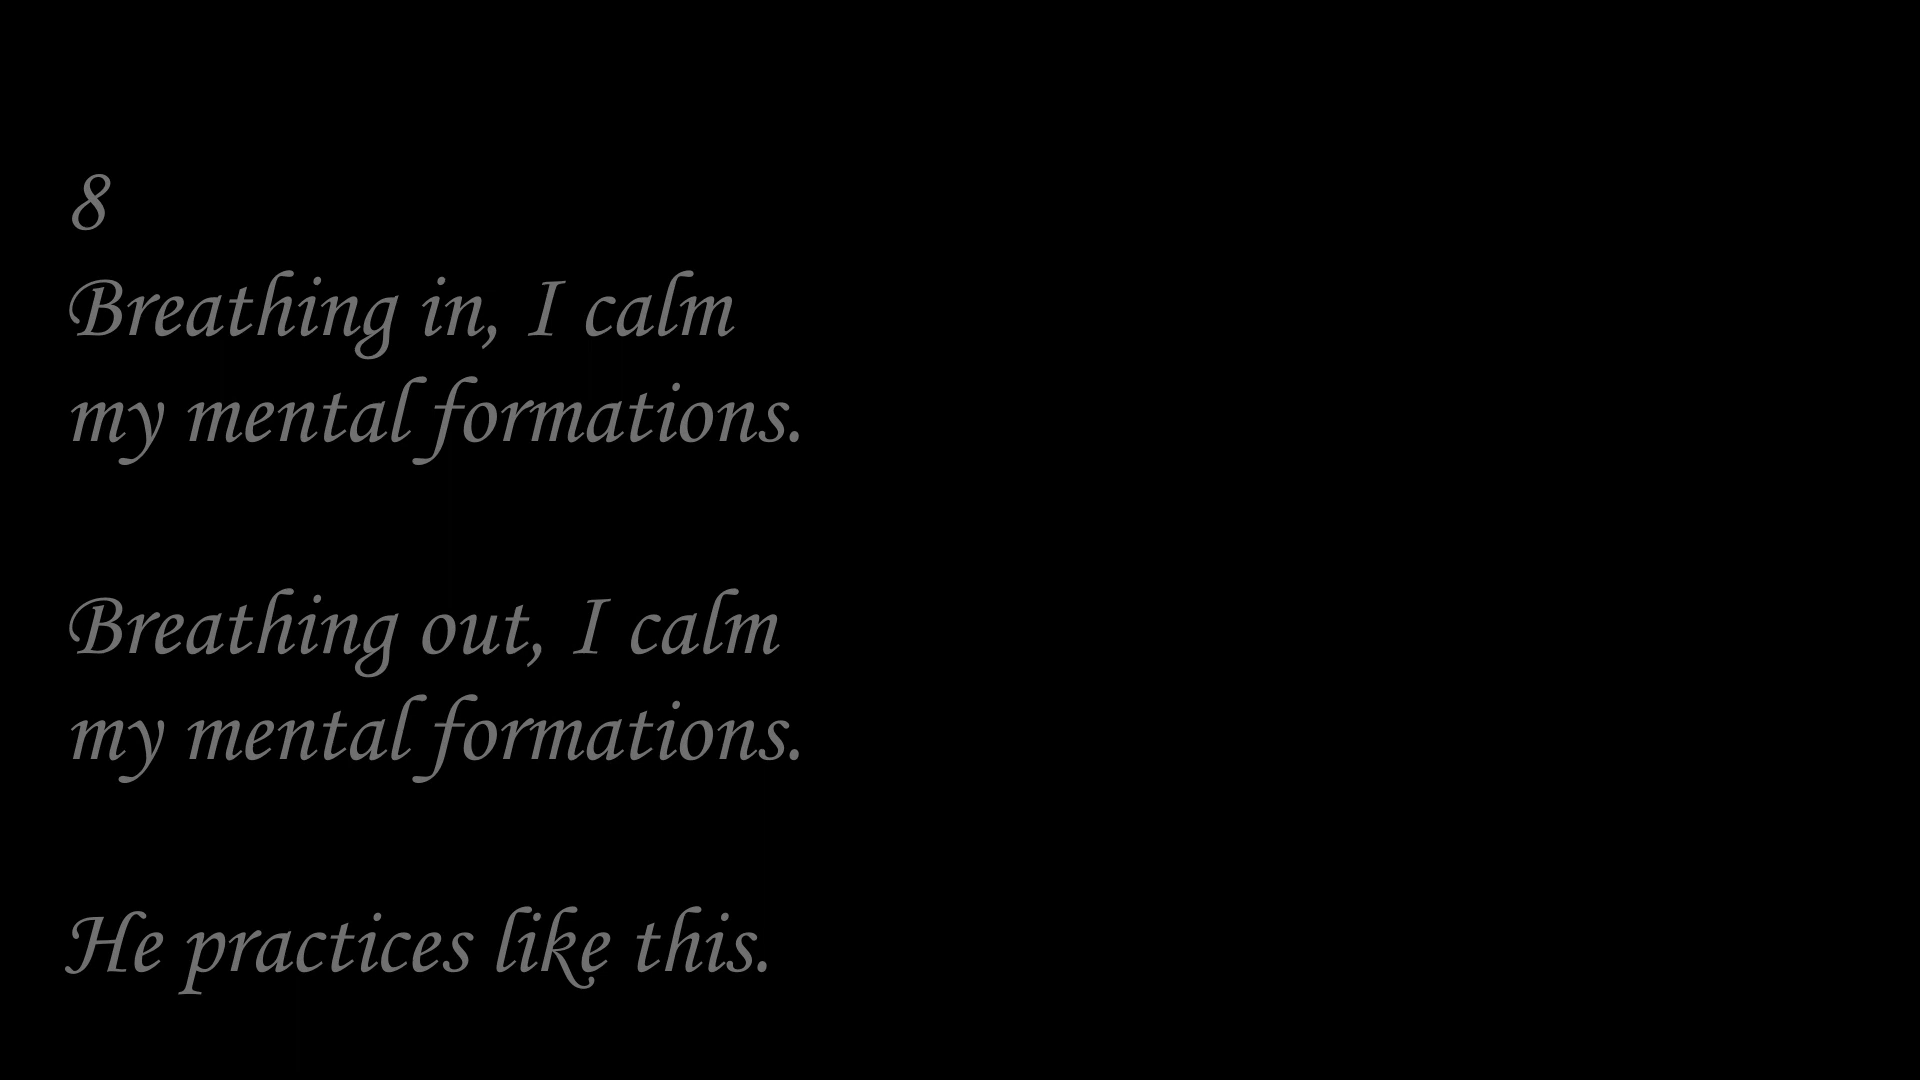 8
Breathing in, I calm
my mental formations.
Breathing out, I calm
my mental formations.
He practices like this.